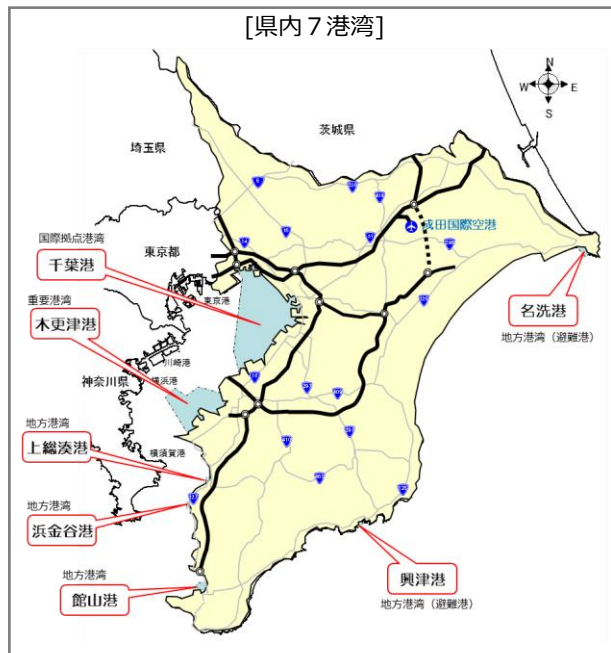 [県内７港湾]
N
W
E
S
茨城県
埼玉県
成田国際空港
国際拠点港湾
千葉港
東京都
東京港
名洗港
地方港湾（避難港）
重要港湾
木更津港
川崎港
神奈川県
横浜港
地方港湾
上総湊港
横須賀港
地方港湾
浜金谷港
地方港湾
館山港
興津港
地方港湾（避難港）